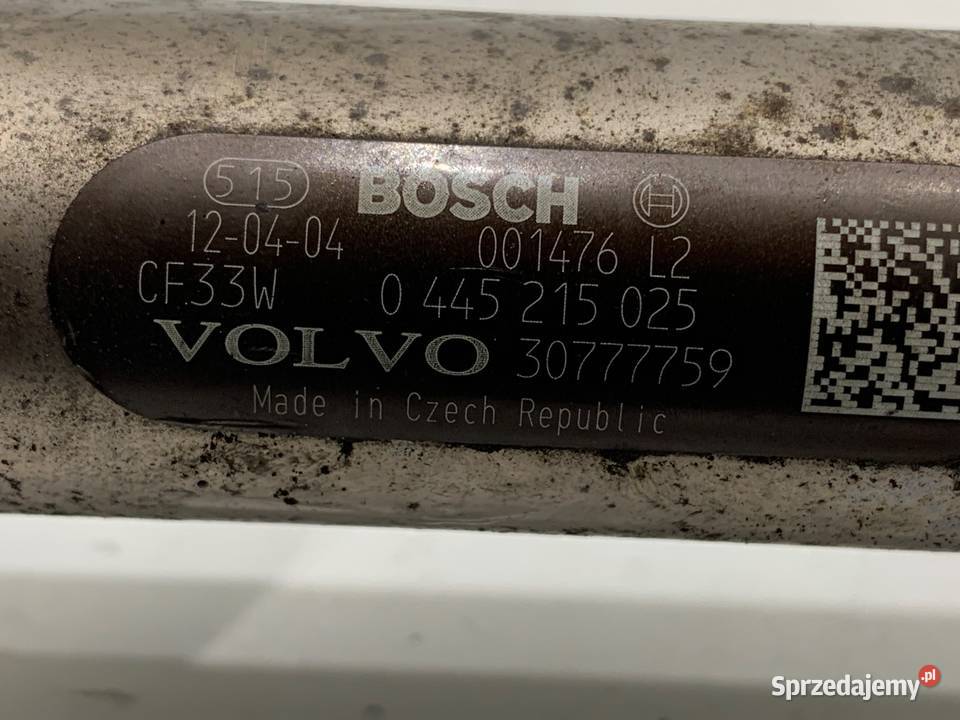 515 BOSCH
12-04-04 001476 L2
CF33W 0 445 215 025
VOLVO 30777759
Made in Czech Republic
Sprzedajemy.pl